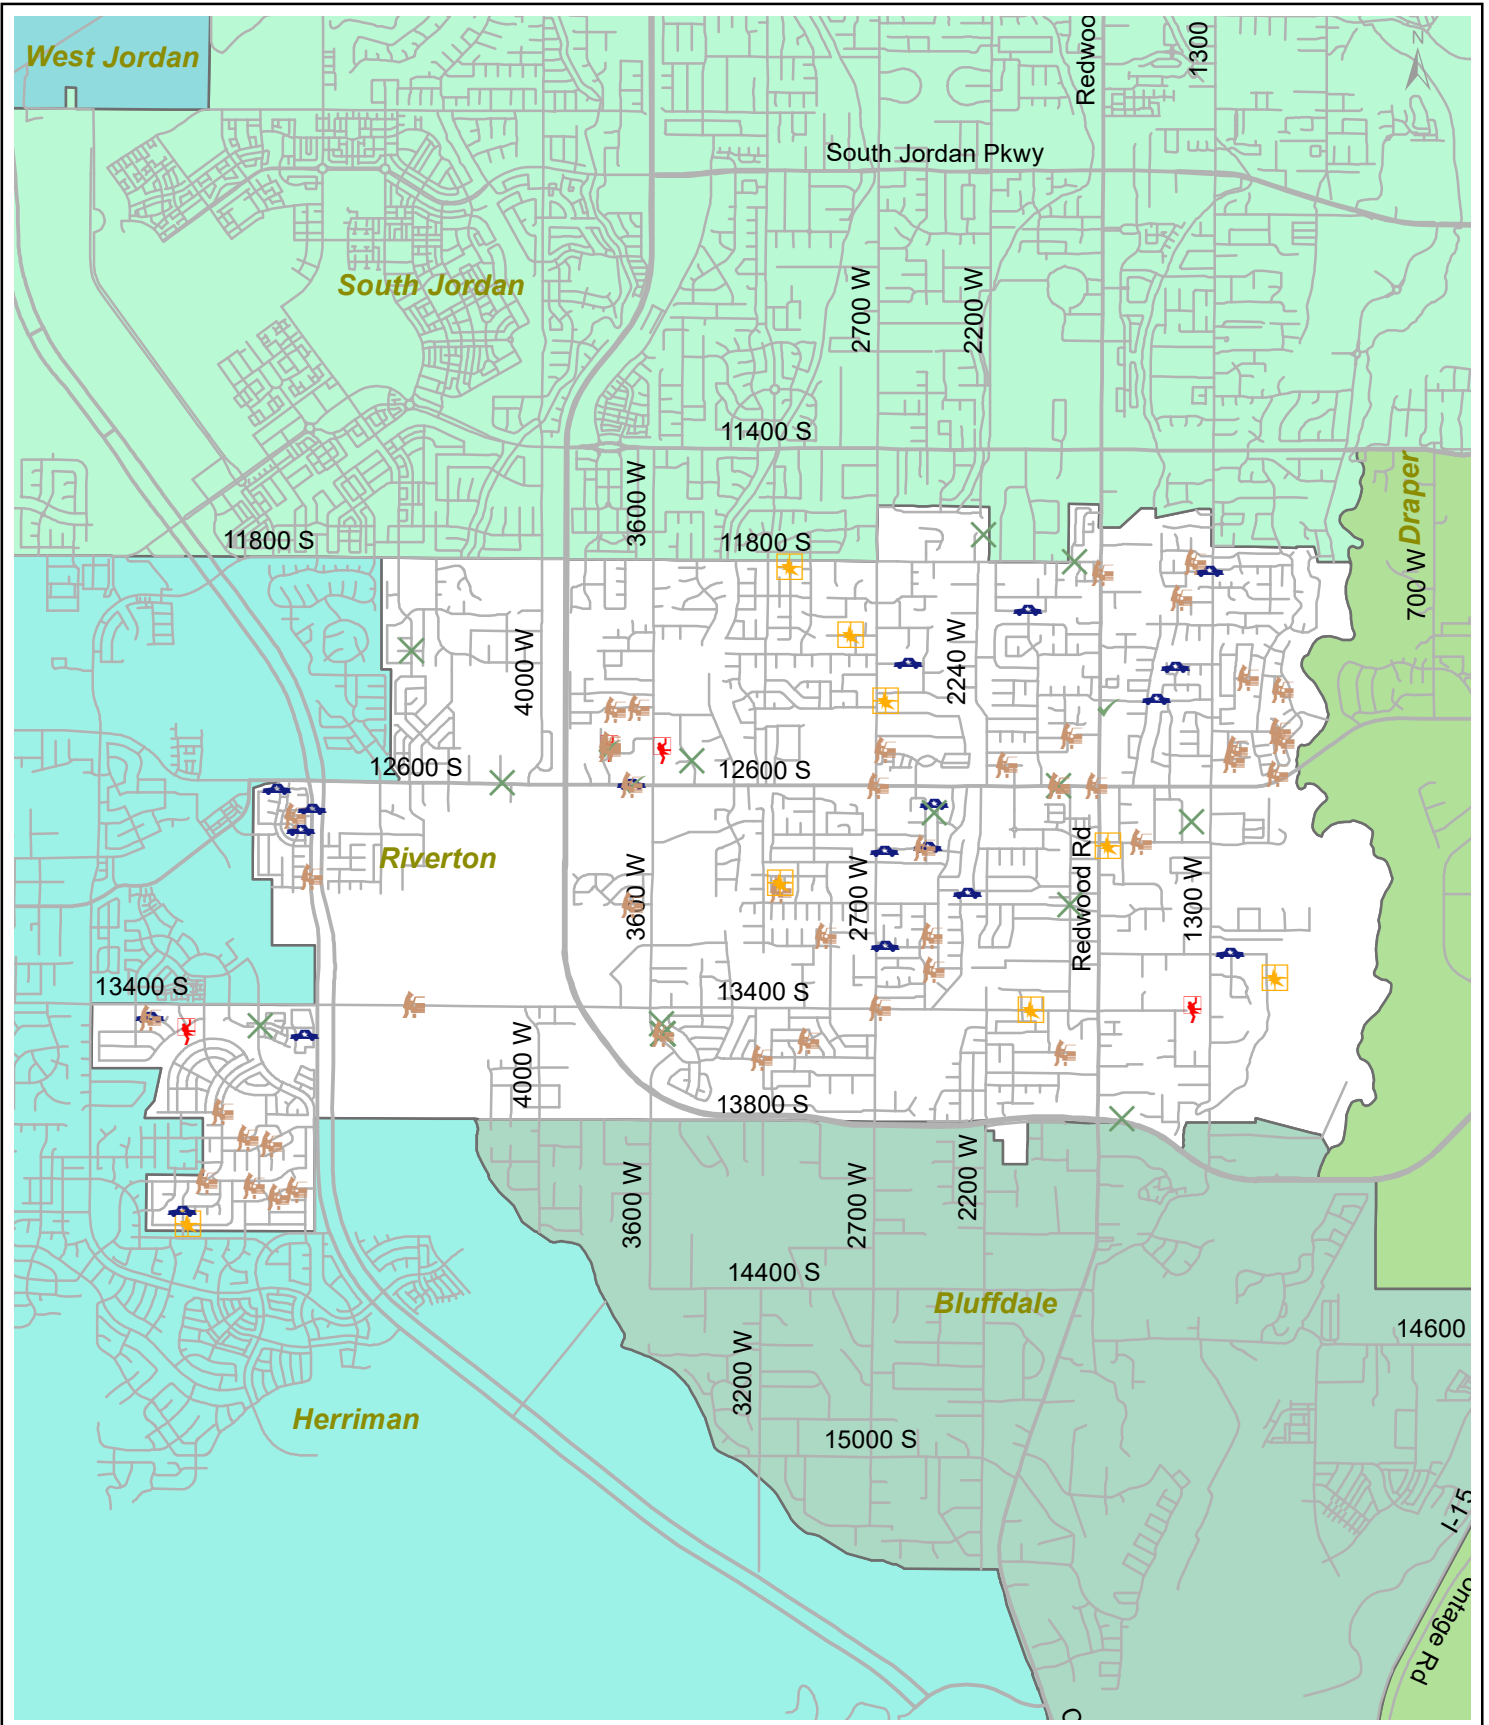 West Jordan
Redwoo
1300
N
South Jordan Pkwy
South Jordan
2700 W
2200 W
11400 S
Draper
3600 W
11800 S
11800 S
700 W
4000 W
2240 W
12600 S
12600 S
Riverton
3600 W
2700 W
Redwood Rd
1300 W
13400 S
13400 S
4000 W
13800 S
3600 W
2700 W
2200 W
14400 S
Bluffdale
14600
3200 W
Herriman
15000 S
I-15
ontage Rd